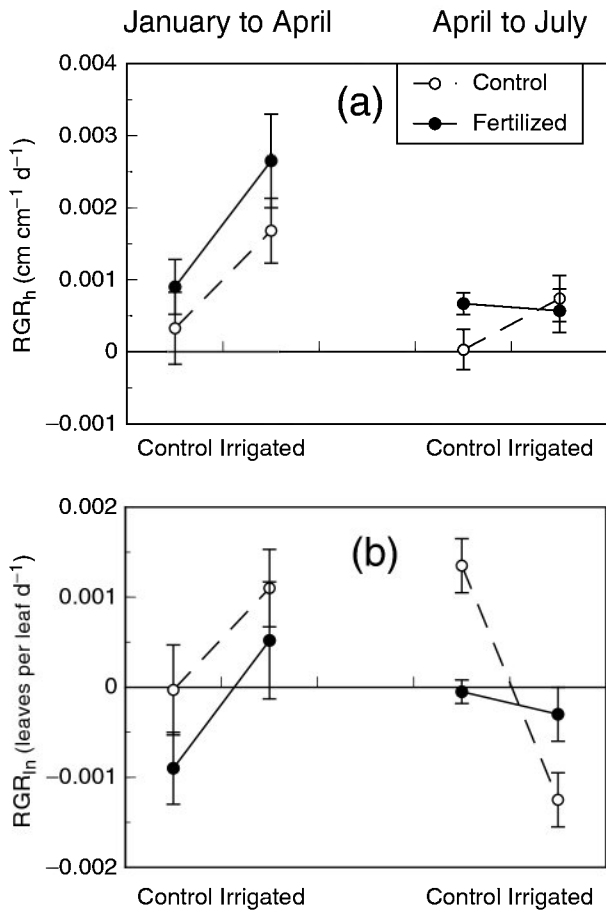 January to April April to July
0.004
0.003
0.002
0.001
0
−0.001
RGRh (cm cm−1 d−1)
(a)
Control
Fertilized
Control Irrigated Control Irrigated
0.002
0.001
0
−0.001
−0.002
RGRln (leaves per leaf d−1)
(b)
Control Irrigated Control Irrigated